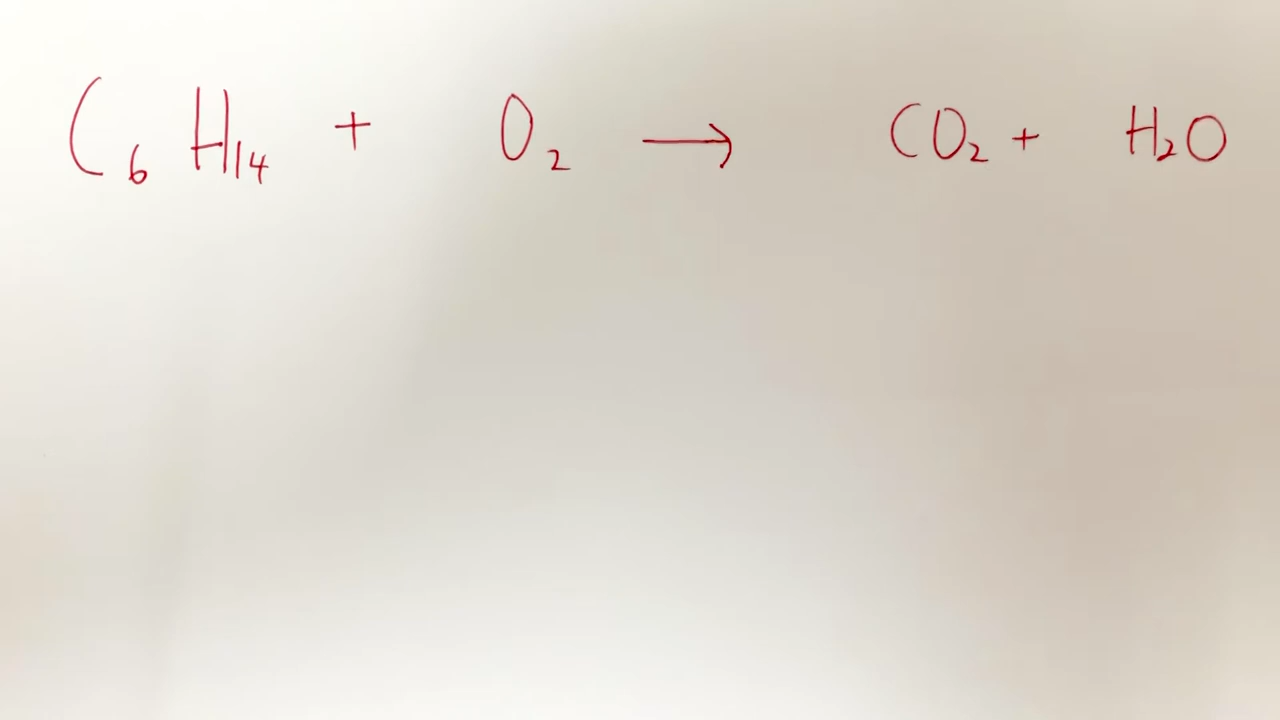 C₆H₁₄ + O₂ → CO₂ + H₂O